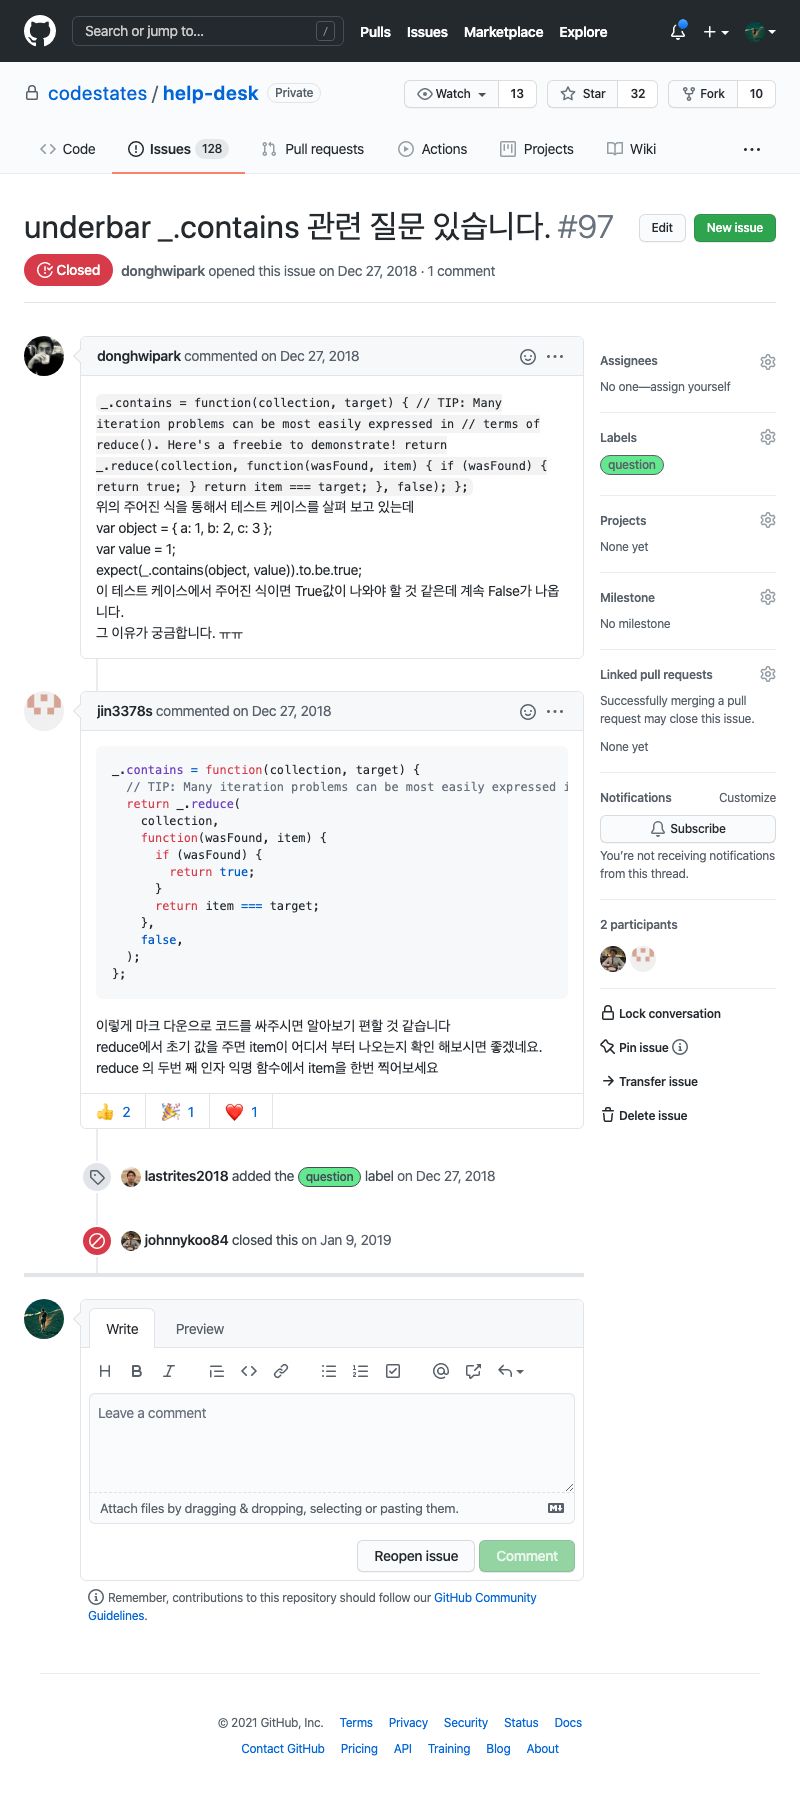 Search or jump to... /
Pulls Issues Marketplace Explore
codestates / help-desk Private
Watch 13 Star 32 Fork 10
Code Issues 128 Pull requests Actions Projects Wiki ...
underbar _.contains 관련 질문 있습니다. #97
Edit New issue
Closed donghwipark opened this issue on Dec 27, 2018 · 1 comment
donghwipark commented on Dec 27, 2018
_.contains = function(collection, target) { // TIP: Many
iteration problems can be most easily expressed in // terms of
reduce(). Here's a freebie to demonstrate! return
_.reduce(collection, function(wasFound, item) { if (wasFound) {
return true; } return item === target; }, false); };
위의 주어진 식을 통해서 테스트 케이스를 살펴 보고 있는데
var object = { a: 1, b: 2, c: 3 };
var value = 1;
expect(_.contains(object, value)).to.be.true;
이 테스트 케이스에서 주어진 식이면 True값이 나와야 할 것 같은데 계속 False가 나옵
니다.
그 이유가 궁금합니다. ㅠㅠ
jin3378s commented on Dec 27, 2018
_.contains = function(collection, target) {
// TIP: Many iteration problems can be most easily expressed i
return _.reduce(
collection,
function(wasFound, item) {
if (wasFound) {
return true;
}
return item === target;
},
false,
);
};
이렇게 마크 다운으로 코드를 싸주시면 알아보기 편할 것 같습니다
reduce에서 초기 값을 주면 item이 어디서 부터 나오는지 확인 해보시면 좋겠네요.
reduce 의 두번 째 인자 익명 함수에서 item을 한번 찍어보세요
👍 2 🎉 1 ❤️ 1
lastrites2018 added the question label on Dec 27, 2018
johnnykoo84 closed this on Jan 9, 2019
Write Preview
H B I
Leave a comment
Attach files by dragging & dropping, selecting or pasting them.
Reopen issue Comment
Remember, contributions to this repository should follow our GitHub Community
Guidelines.
Assignees
No one—assign yourself
Labels
question
Projects
None yet
Milestone
No milestone
Linked pull requests
Successfully merging a pull
request may close this issue.
None yet
Notifications Customize
Subscribe
You're not receiving notifications
from this thread.
2 participants
Lock conversation
Pin issue
Transfer issue
Delete issue
© 2021 GitHub, Inc. Terms Privacy Security Status Docs
Contact GitHub Pricing API Training Blog About